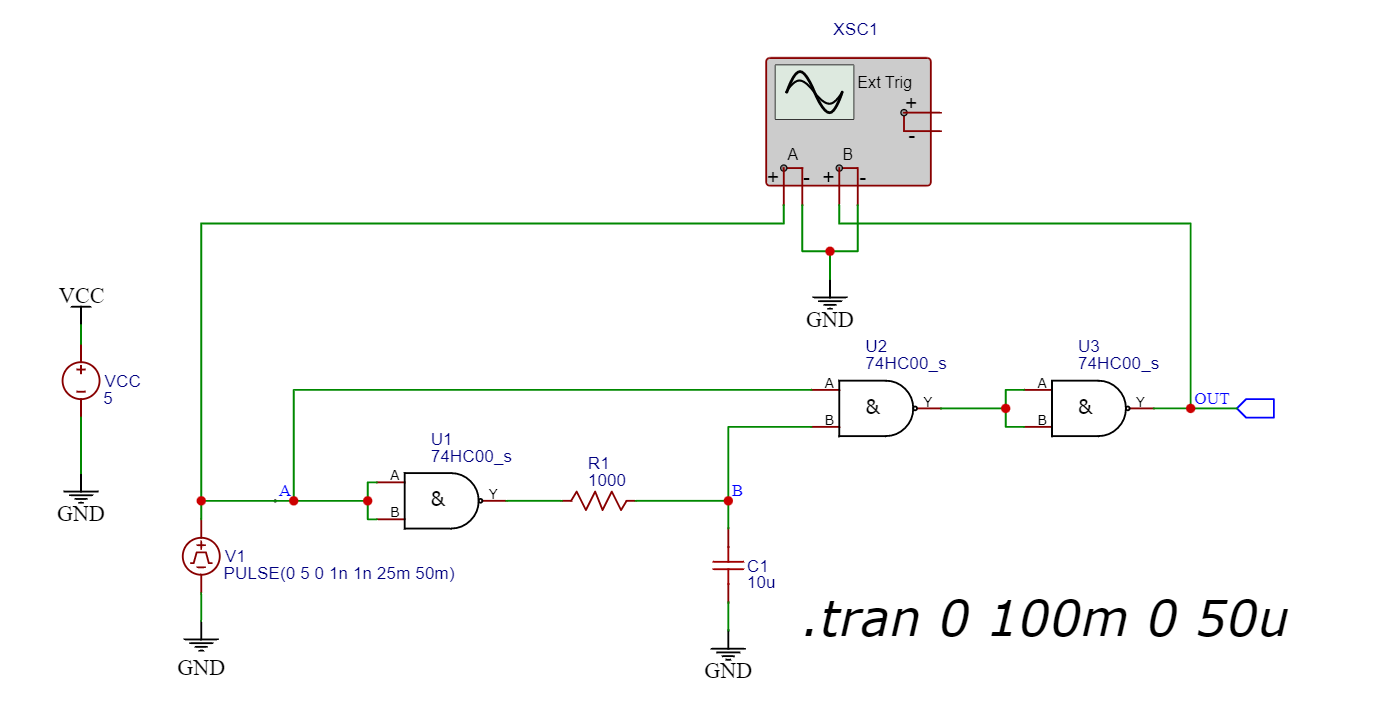 XSC1
Ext Trig
+
-
A B
+ - + -
GND
VCC
+
-
VCC
5
GND
U2
74HC00_s
A
B
&
Y
U3
74HC00_s
A
B
&
Y
OUT
U1
74HC00_s
A
B
&
Y
R1
1000
A
B
+
V1
PULSE(0 5 0 1n 1n 25m 50m)
GND
C1
10u
GND
.tran 0 100m 0 50u